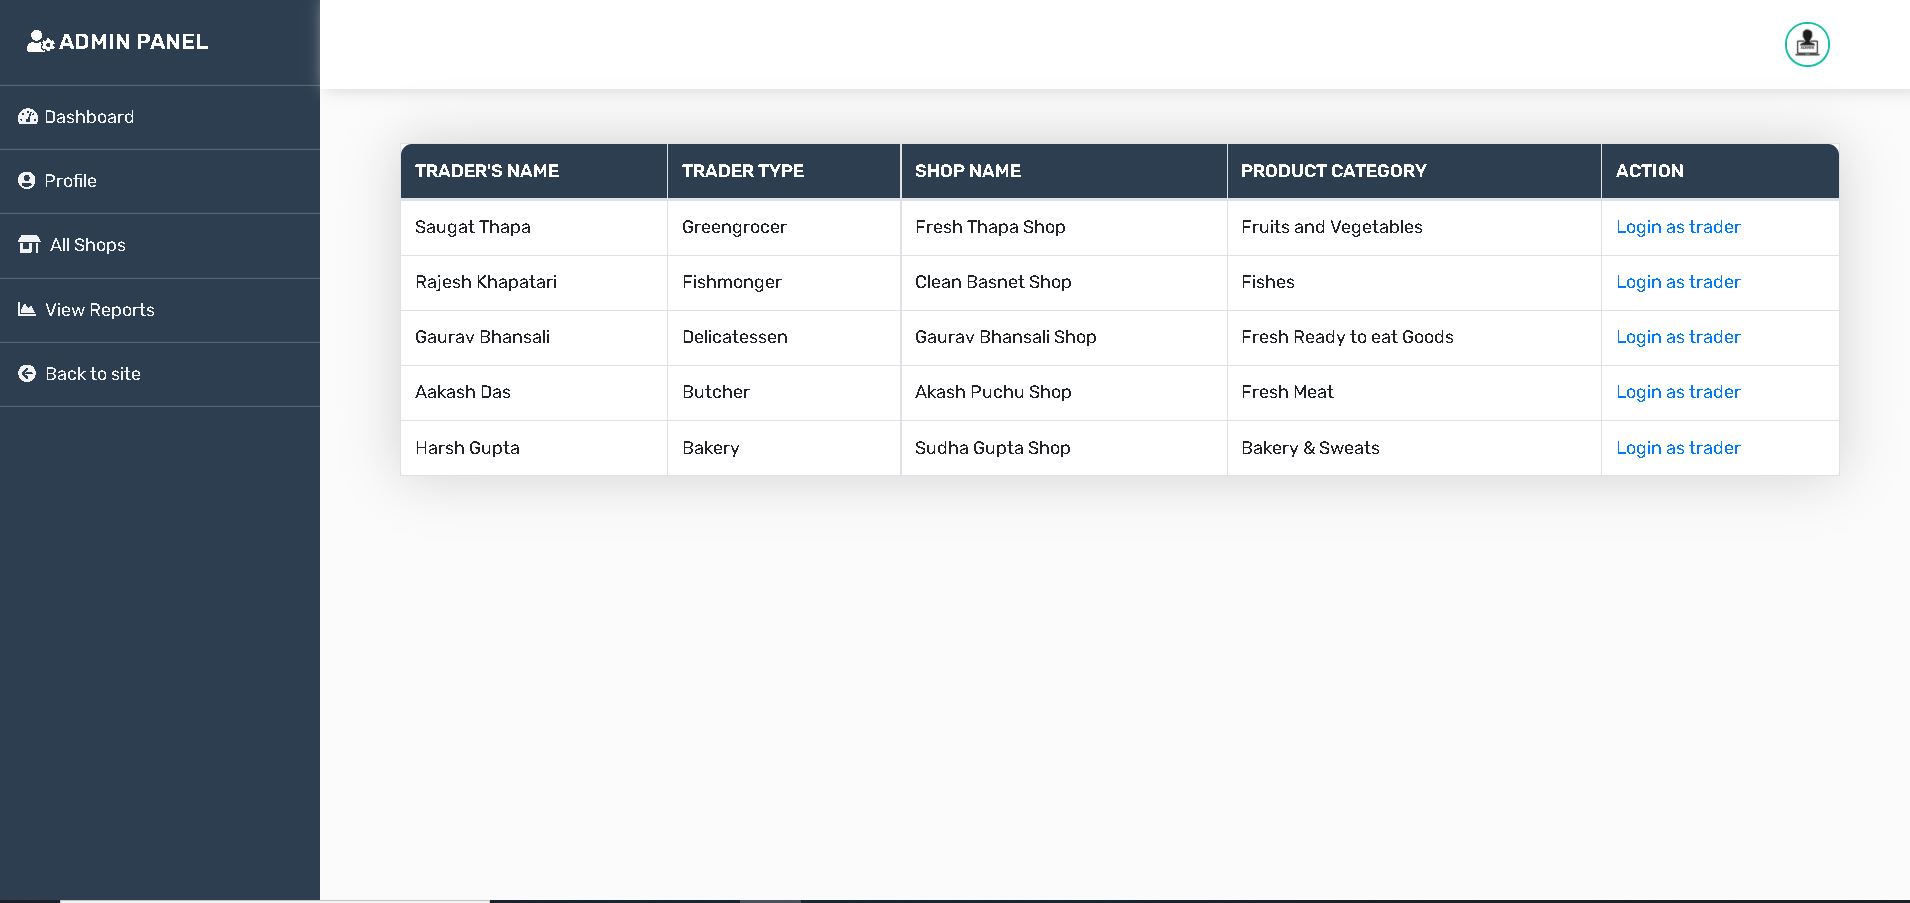 ADMIN PANEL
Dashboard
Profile
All Shops
View Reports
Back to site
TRADER'S NAME TRADER TYPE SHOP NAME PRODUCT CATEGORY ACTION
Saugat Thapa Greengrocer Fresh Thapa Shop Fruits and Vegetables Login as trader
Rajesh Khapatari Fishmonger Clean Basnet Shop Fishes Login as trader
Gaurav Bhansali Delicatessen Gaurav Bhansali Shop Fresh Ready to eat Goods Login as trader
Aakash Das Butcher Akash Puchu Shop Fresh Meat Login as trader
Harsh Gupta Bakery Sudha Gupta Shop Bakery & Sweats Login as trader